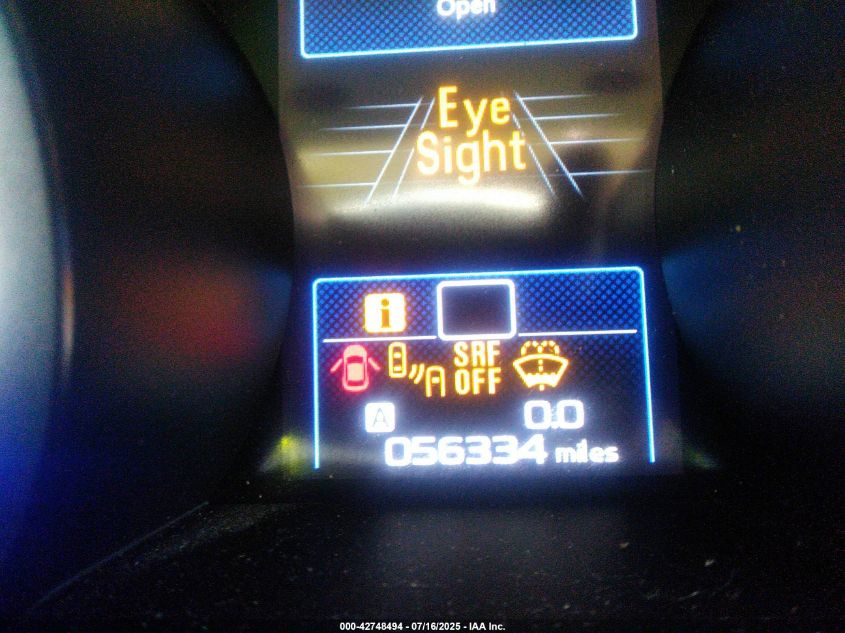 Open
Eye
Sight
i
SRF
OFF
A
0.0
056334 miles
000-42748494 - 07/16/2025 - IAA Inc.